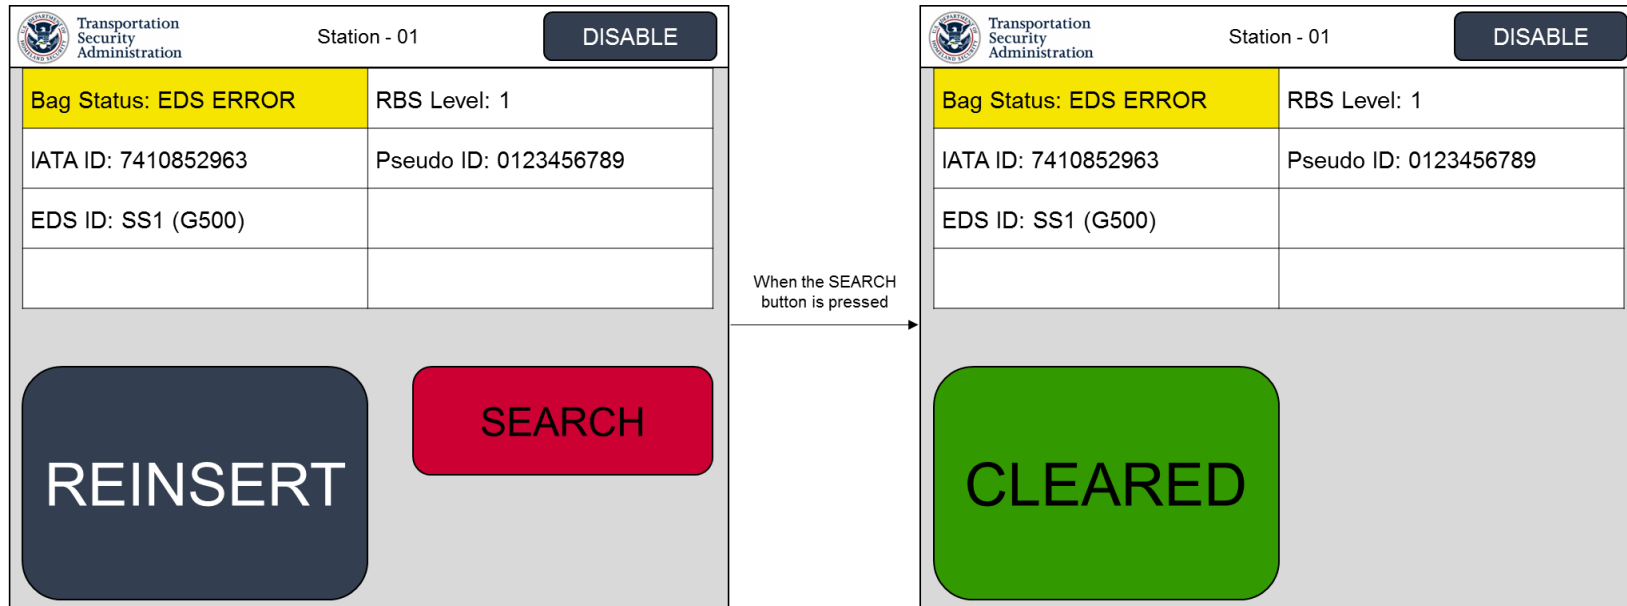 Transportation
Security
Administration
Station - 01
DISABLE
Bag Status: EDS ERROR
RBS Level: 1
IATA ID: 7410852963
Pseudo ID: 0123456789
EDS ID: SS1 (G500)
REINSERT
SEARCH
When the SEARCH
button is pressed
Transportation
Security
Administration
Station - 01
DISABLE
Bag Status: EDS ERROR
RBS Level: 1
IATA ID: 7410852963
Pseudo ID: 0123456789
EDS ID: SS1 (G500)
CLEARED